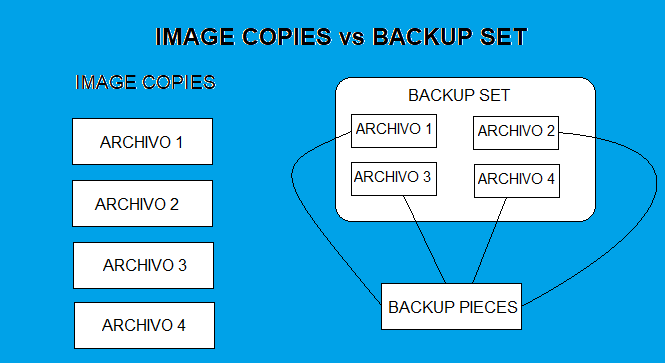 IMAGE COPIES vs BACKUP SET
IMAGE COPIES
ARCHIVO 1
ARCHIVO 2
ARCHIVO 3
ARCHIVO 4
BACKUP SET
ARCHIVO 1
ARCHIVO 2
ARCHIVO 3
ARCHIVO 4
BACKUP PIECES